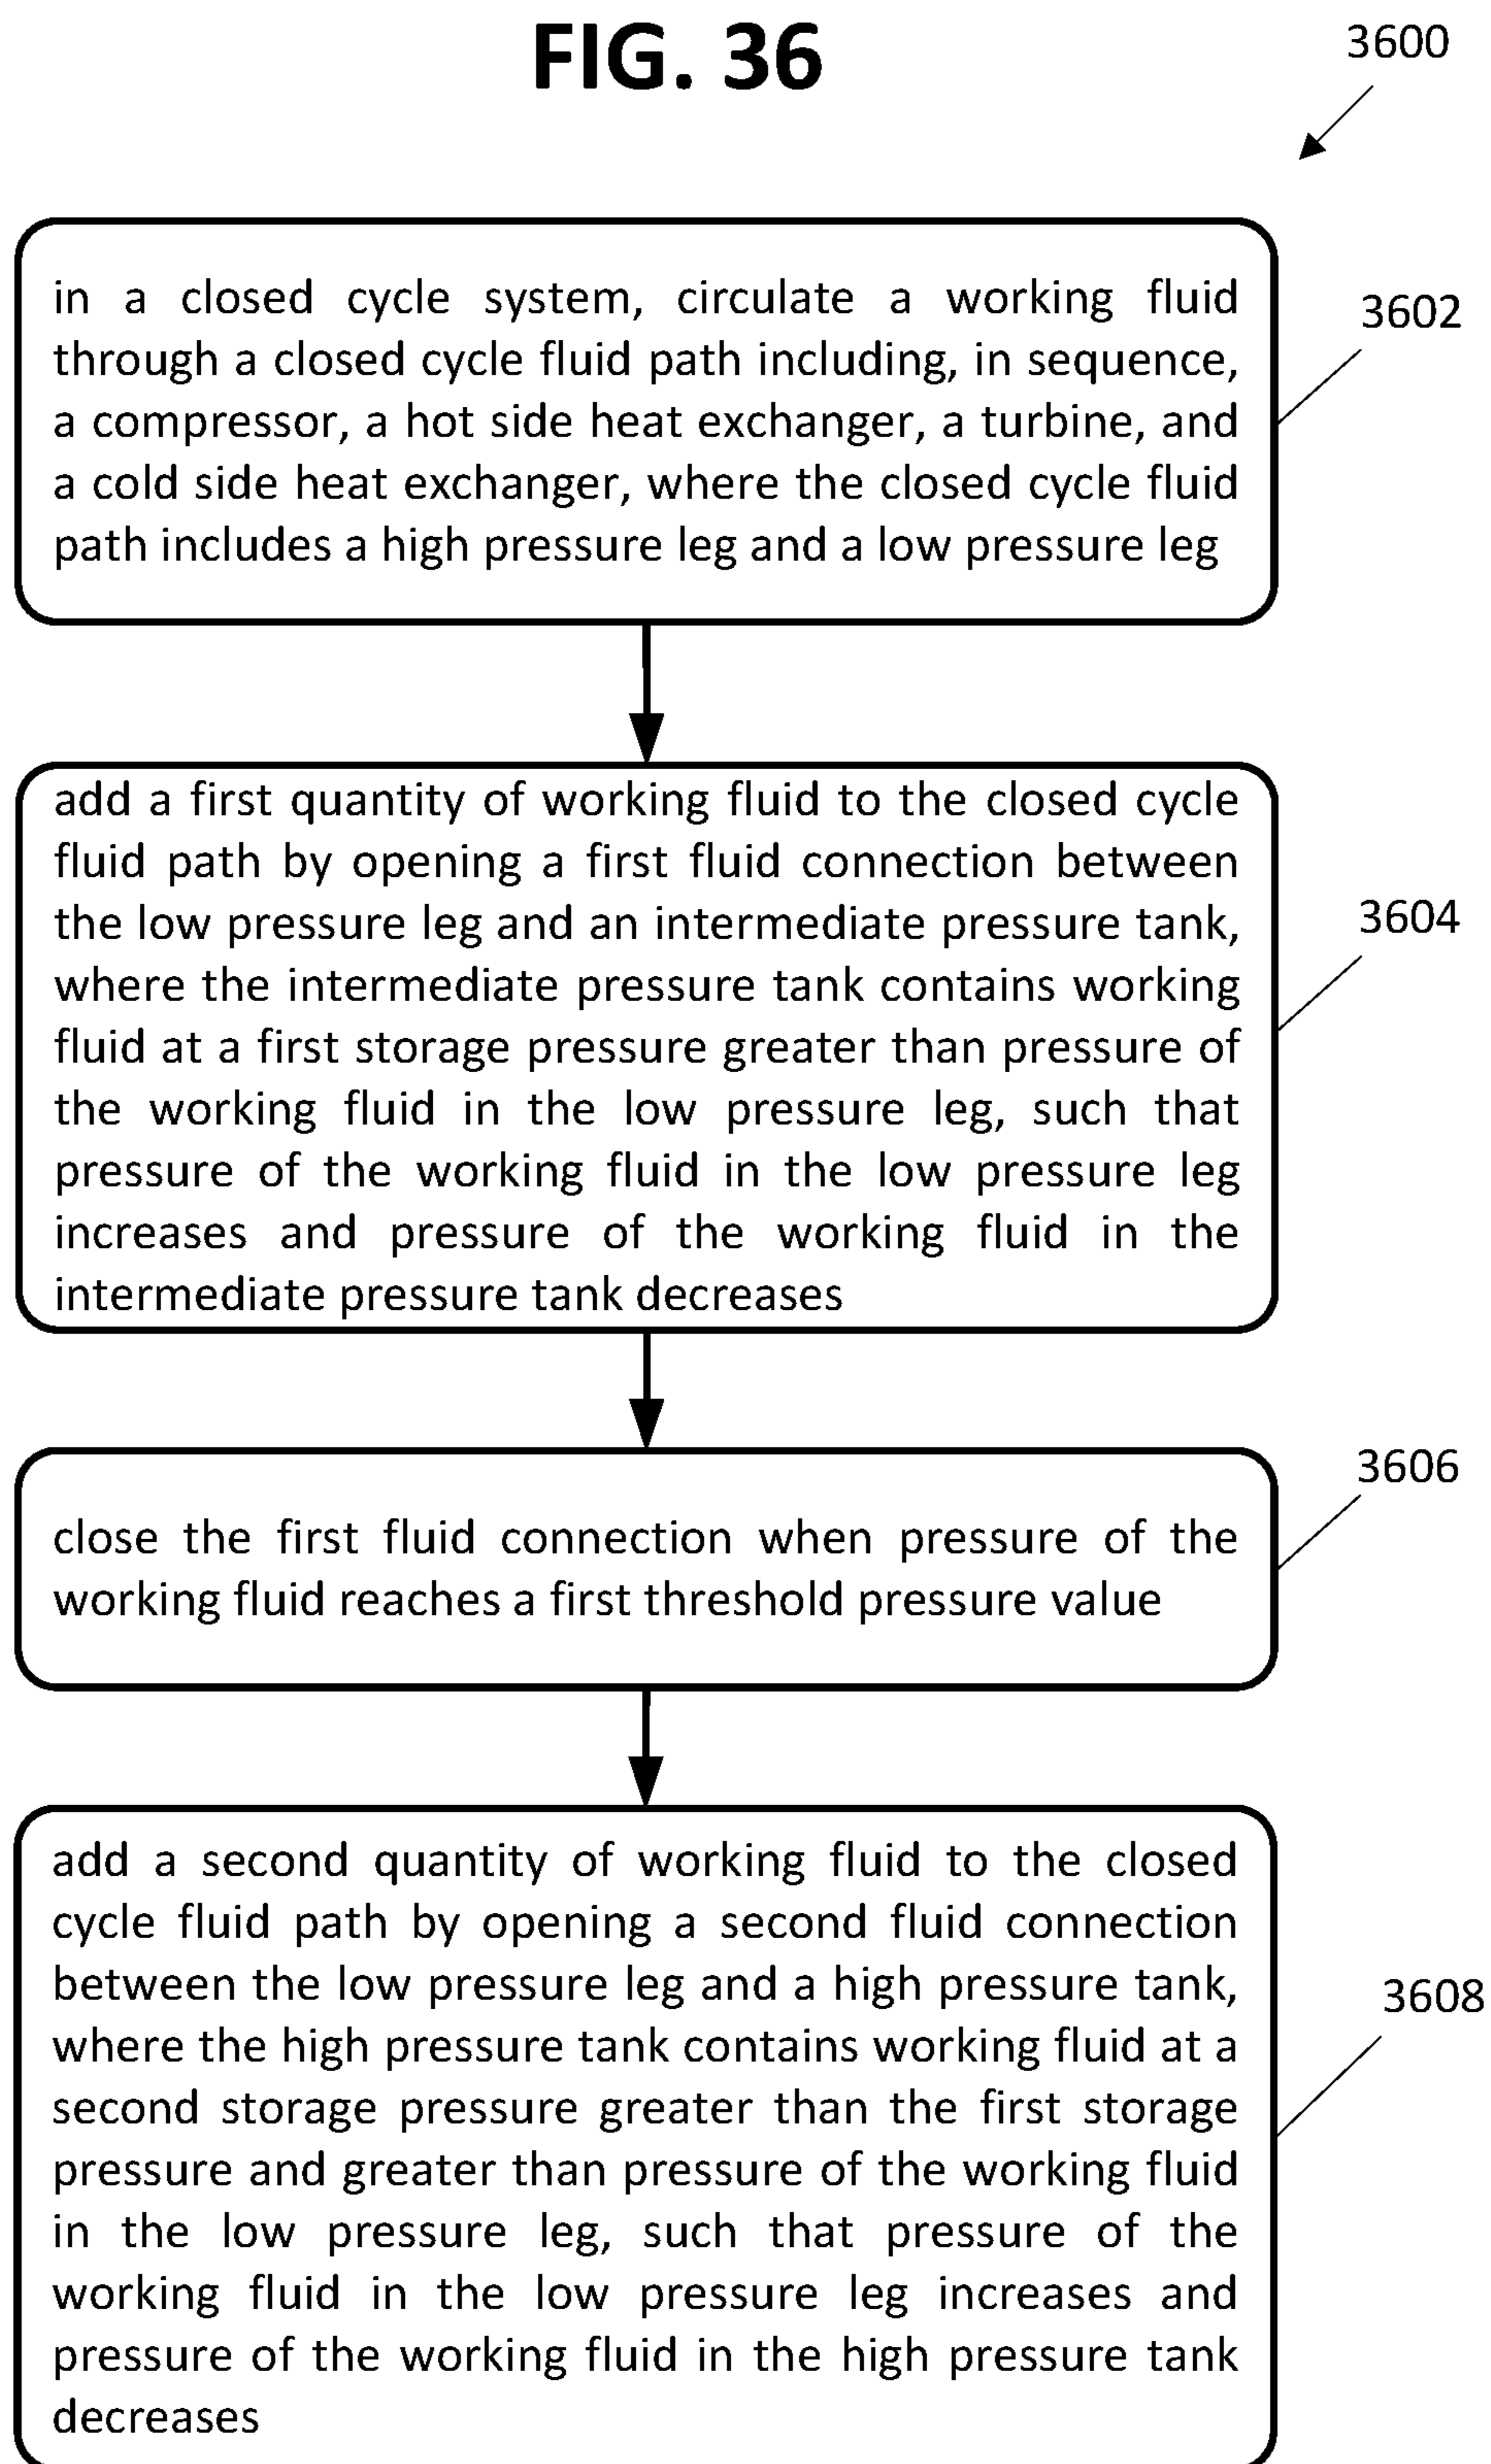 FIG. 36
3600
in a closed cycle system, circulate a working fluid
through a closed cycle fluid path including, in sequence,
a compressor, a hot side heat exchanger, a turbine, and
a cold side heat exchanger, where the closed cycle fluid
path includes a high pressure leg and a low pressure leg
3602
add a first quantity of working fluid to the closed cycle
fluid path by opening a first fluid connection between
the low pressure leg and an intermediate pressure tank,
where the intermediate pressure tank contains working
fluid at a first storage pressure greater than pressure of
the working fluid in the low pressure leg, such that
pressure of the working fluid in the low pressure leg
increases and pressure of the working fluid in the
intermediate pressure tank decreases
3604
close the first fluid connection when pressure of the
working fluid reaches a first threshold pressure value
3606
add a second quantity of working fluid to the closed
cycle fluid path by opening a second fluid connection
between the low pressure leg and a high pressure tank,
where the high pressure tank contains working fluid at a
second storage pressure greater than the first storage
pressure and greater than pressure of the working fluid
in the low pressure leg, such that pressure of the
working fluid in the low pressure leg increases and
pressure of the working fluid in the high pressure tank
decreases
3608